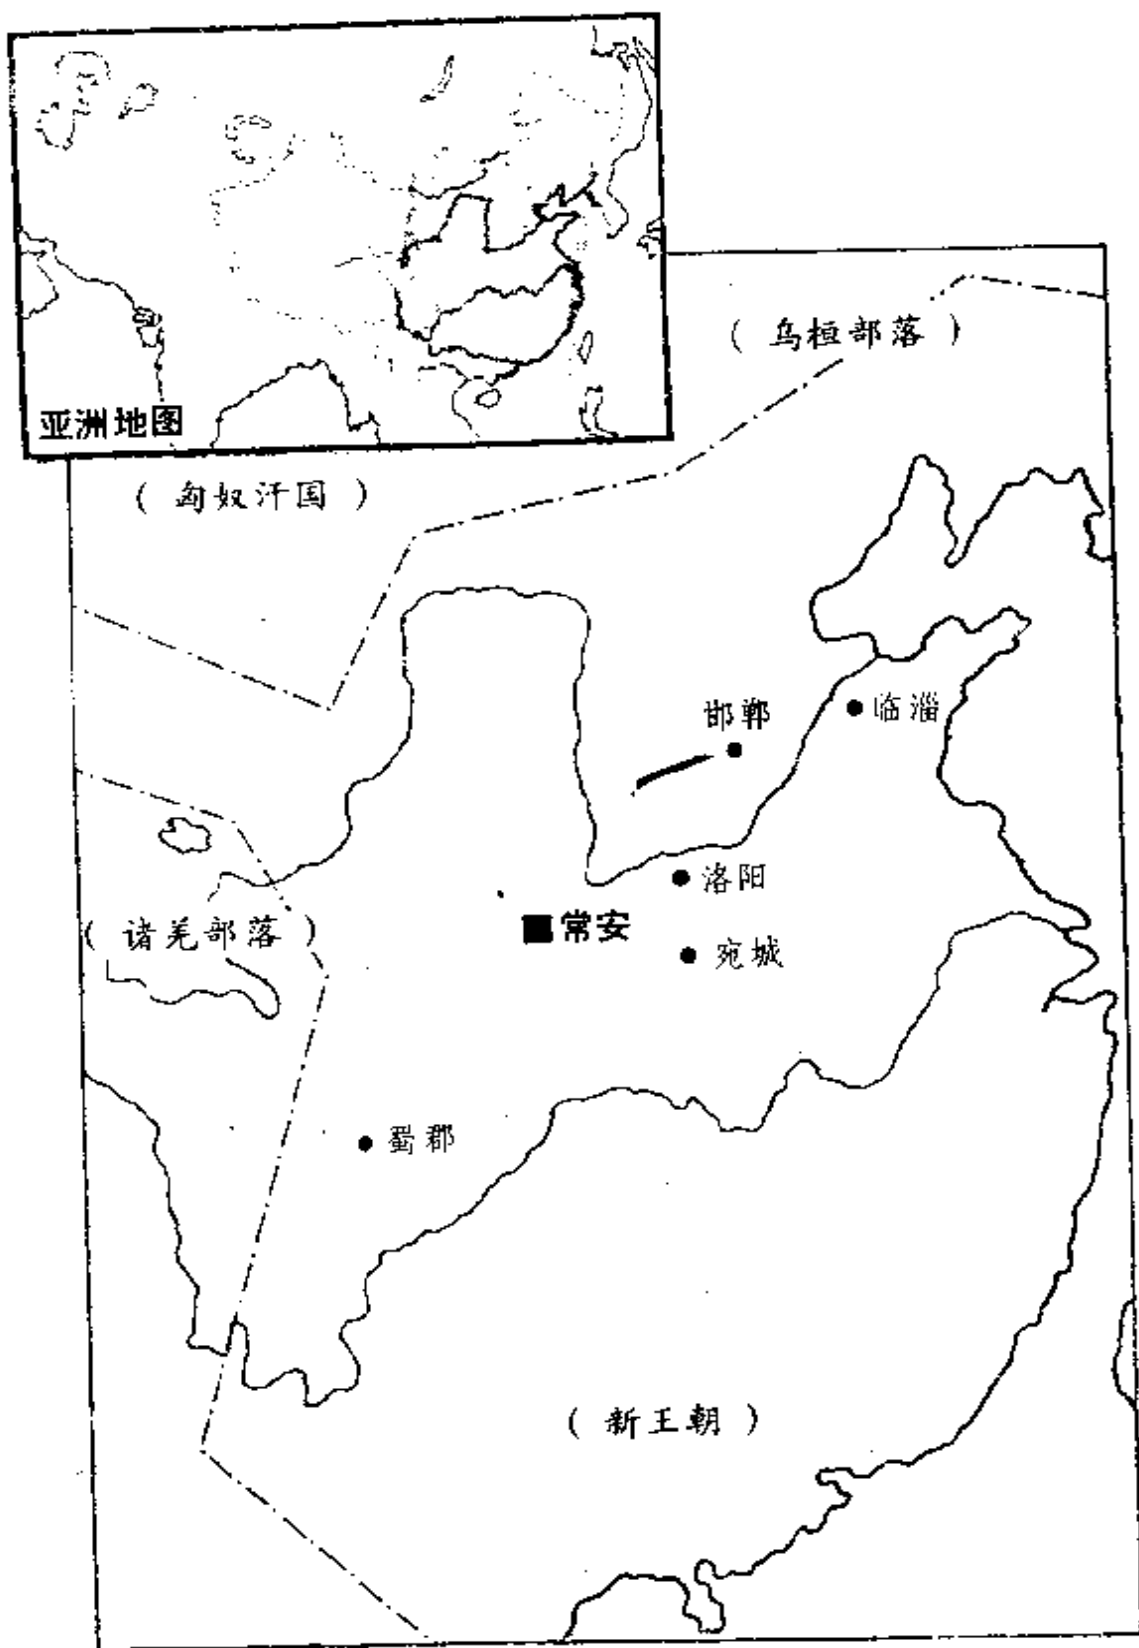 亚洲地图
( 乌桓部落 )
( 匈奴汗国 )
邯郸
临淄
洛阳
常安
宛城
( 诸羌部落 )
蜀郡
( 新王朝 )